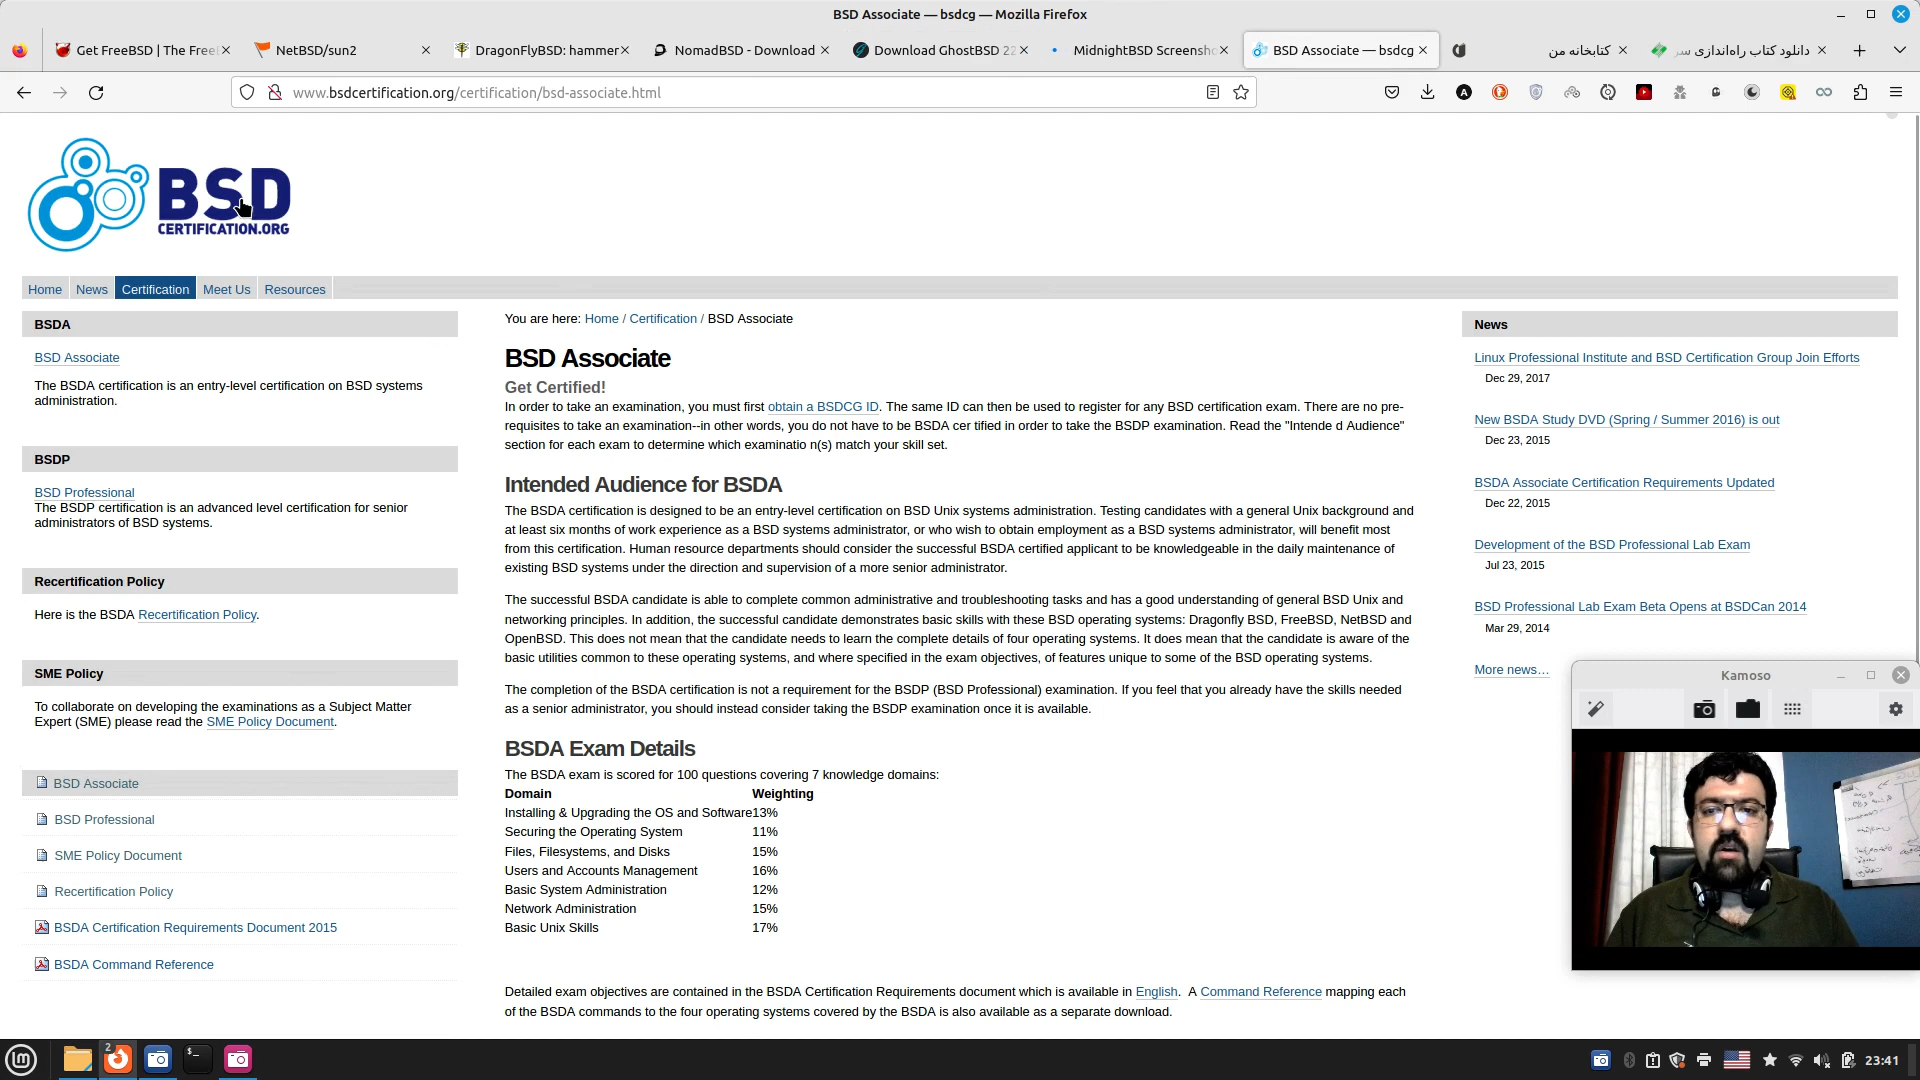 BSD Associate — bsdcg — Mozilla Firefox
Get FreeBSD | The Free
NetBSD/sun2
DragonFlyBSD: hammer
NomadBSD - Download
Download GhostBSD 22
MidnightBSD Screensho
BSD Associate — bsdcg
کتابخانه من
دانلود کتاب راه‌اندازی سر
www.bsdcertification.org/certification/bsd-associate.html
BSD
CERTIFICATION.ORG
Home
News
Certification
Meet Us
Resources
BSDA
BSD Associate
The BSDA certification is an entry-level certification on BSD systems
administration.
BSDP
BSD Professional
The BSDP certification is an advanced level certification for senior
administrators of BSD systems.
Recertification Policy
Here is the BSDA Recertification Policy.
SME Policy
To collaborate on developing the examinations as a Subject Matter
Expert (SME) please read the SME Policy Document.
BSD Associate
BSD Professional
SME Policy Document
Recertification Policy
BSDA Certification Requirements Document 2015
BSDA Command Reference
You are here: Home / Certification / BSD Associate
BSD Associate
Get Certified!
In order to take an examination, you must first obtain a BSDCG ID. The same ID can then be used to register for any BSD certification exam. There are no pre-
requisites to take an examination--in other words, you do not have to be BSDA cer tified in order to take the BSDP examination. Read the "Intende d Audience"
section for each exam to determine which examinatio n(s) match your skill set.
Intended Audience for BSDA
The BSDA certification is designed to be an entry-level certification on BSD Unix systems administration. Testing candidates with a general Unix background and
at least six months of work experience as a BSD systems administrator, or who wish to obtain employment as a BSD systems administrator, will benefit most
from this certification. Human resource departments should consider the successful BSDA certified applicant to be knowledgeable in the daily maintenance of
existing BSD systems under the direction and supervision of a more senior administrator.
The successful BSDA candidate is able to complete common administrative and troubleshooting tasks and has a good understanding of general BSD Unix and
networking principles. In addition, the successful candidate demonstrates basic skills with these BSD operating systems: Dragonfly BSD, FreeBSD, NetBSD and
OpenBSD. This does not mean that the candidate needs to learn the complete details of four operating systems. It does mean that the candidate is aware of the
basic utilities common to these operating systems, and where specified in the exam objectives, of features unique to some of the BSD operating systems.
The completion of the BSDA certification is not a requirement for the BSDP (BSD Professional) examination. If you feel that you already have the skills needed
as a senior administrator, you should instead consider taking the BSDP examination once it is available.
BSDA Exam Details
The BSDA exam is scored for 100 questions covering 7 knowledge domains:
Domain Weighting
Installing & Upgrading the OS and Software13%
Securing the Operating System 11%
Files, Filesystems, and Disks 15%
Users and Accounts Management 16%
Basic System Administration 12%
Network Administration 15%
Basic Unix Skills 17%
Detailed exam objectives are contained in the BSDA Certification Requirements document which is available in English. A Command Reference mapping each
of the BSDA commands to the four operating systems covered by the BSDA is also available as a separate download.
News
Linux Professional Institute and BSD Certification Group Join Efforts
Dec 29, 2017
New BSDA Study DVD (Spring / Summer 2016) is out
Dec 23, 2015
BSDA Associate Certification Requirements Updated
Dec 22, 2015
Development of the BSD Professional Lab Exam
Jul 23, 2015
BSD Professional Lab Exam Beta Opens at BSDCan 2014
Mar 29, 2014
More news…
Kamoso
2
23:41